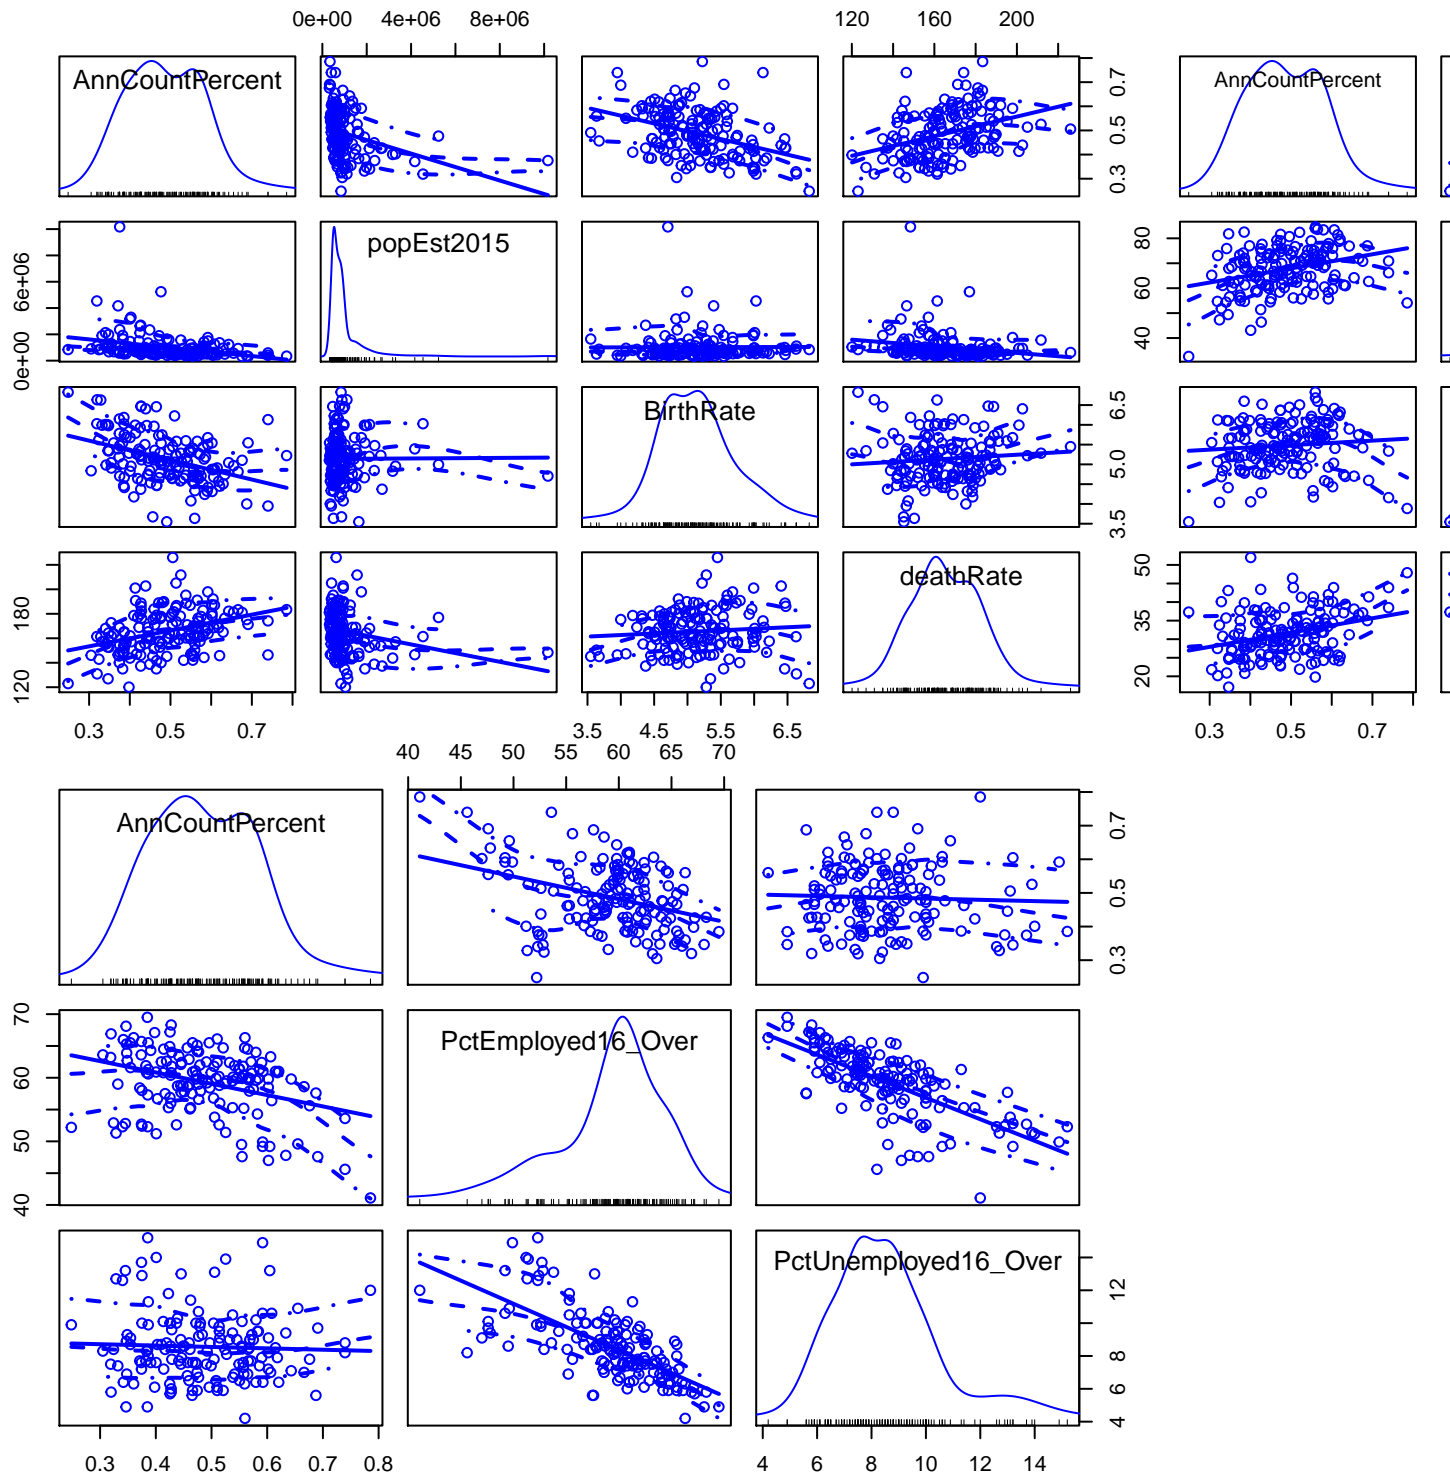 0e+00 4e+06 8e+06 120 160 200
AnnCountPercent 0.3 0.5 0.7 AnnCountPercent
0e+00 6e+06 popEst2015 40 60 80
BirthRate 3.5 5.0 6.5
120 180 deathRate 20 35 50
0.3 0.5 0.7 3.5 4.5 5.5 6.5 0.3 0.5 0.7
40 45 50 55 60 65 70
AnnCountPercent 0.3 0.5 0.7
40 50 60 70 PctEmployed16_Over
PctUnemployed16_Over 4 6 8 12
0.3 0.4 0.5 0.6 0.7 0.8 4 6 8 10 12 14